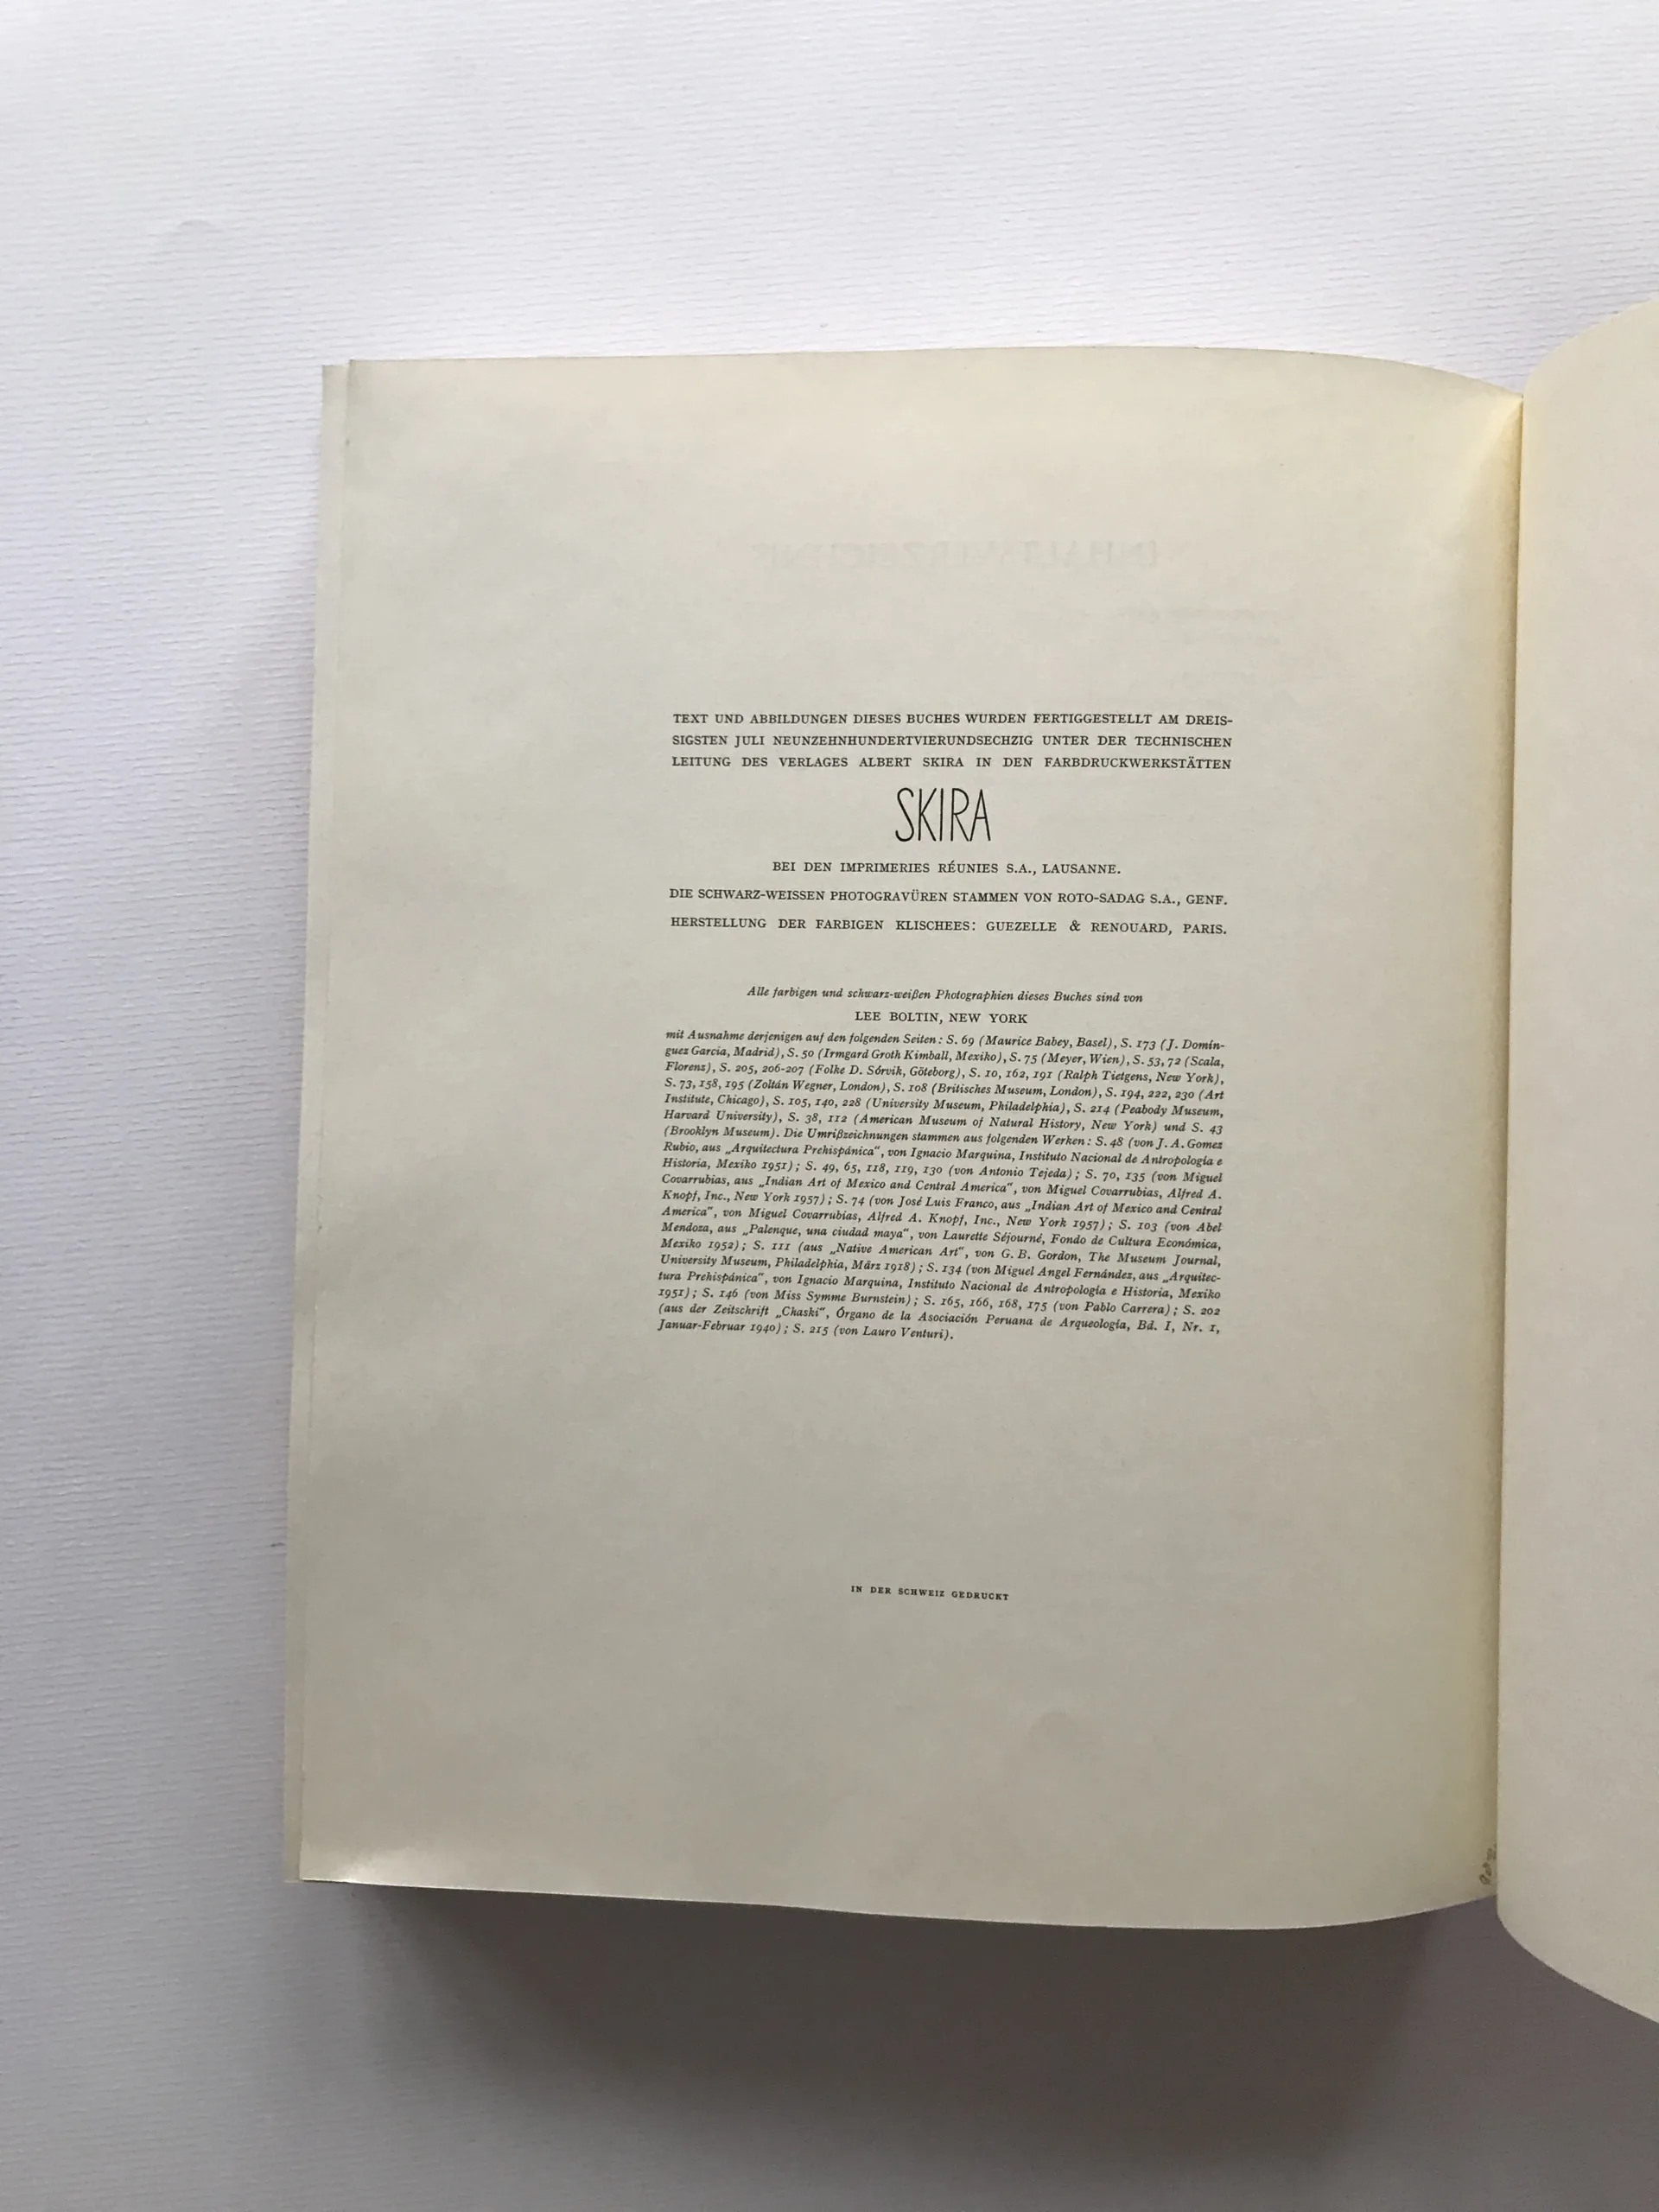 TEXT UND ABBILDUNGEN DIESES BUCHES WURDEN FERTIGGESTELLT AM DREIS-
SIGSTEN JULI NEUNZEHNHUNDERTVIERUNDSECHZIG UNTER DER TECHNISCHEN
LEITUNG DES VERLAGES ALBERT SKIRA IN DEN FARBDRUCKWERKSTÄTTEN
SKIRA
BEI DEN IMPRIMERIES RÉUNIES S.A., LAUSANNE.
DIE SCHWARZ-WEISSEN PHOTOGRAVÜREN STAMMEN VON ROTO-SADAG S.A., GENF.
HERSTELLUNG DER FARBIGEN KLISCHEES: GUEZELLE & RENOUARD, PARIS.
Alle farbigen und schwarz-weißen Photographien dieses Buches sind von
LEE BOLTIN, NEW YORK
mit Ausnahme derjenigen auf den folgenden Seiten: S. 69 (Maurice Babey, Basel), S. 173 (J. Domín-
guez García, Madrid), S. 50 (Irmgard Groth Kimball, Mexiko), S. 75 (Meyer, Wien), S. 53, 72 (Scala,
Florenz), S. 205, 206-207 (Folke D. Sórvik, Göteborg), S. 10, 162, 191 (Ralph Tietgens, New York),
S. 73, 158, 195 (Zoltán Wegner, London), S. 108 (Britisches Museum, London), S. 194, 222, 230 (Art
Institute, Chicago), S. 105, 140, 228 (University Museum, Philadelphia), S. 214 (Peabody Museum,
Harvard University), S. 38, 112 (American Museum of Natural History, New York) und S. 43
(Brooklyn Museum). Die Umrißzeichnungen stammen aus folgenden Werken: S. 48 (von J. A. Gomez
Rubio, aus „Arquitectura Prehispánica“, von Ignacio Marquina, Instituto Nacional de Antropología e
Historia, Mexiko 1951); S. 49, 65, 118, 119, 130 (von Antonio Tejeda); S. 70, 135 (von Miguel
Covarrubias, aus „Indian Art of Mexico and Central America“, von Miguel Covarrubias, Alfred A.
Knopf, Inc., New York 1957); S. 74 (von José Luis Franco, aus „Indian Art of Mexico and Central
America“, von Miguel Covarrubias, Alfred A. Knopf, Inc., New York 1957); S. 103 (von Abel
Mendoza, aus „Palenque, una ciudad maya“, von Laurette Séjourné, Fondo de Cultura Económica,
Mexiko 1952); S. 111 (aus „Native American Art“, von G. B. Gordon, The Museum Journal,
University Museum, Philadelphia, März 1918); S. 134 (von Miguel Angel Fernández, aus „Arquitec-
tura Prehispánica“, von Ignacio Marquina, Instituto Nacional de Antropología e Historia, Mexiko
1951); S. 146 (von Miss Symme Burnstein); S. 165, 166, 168, 175 (von Pablo Carrera); S. 202
(aus der Zeitschrift „Chaski“, Órgano de la Asociación Peruana de Arqueología, Bd. I, Nr. 1,
Januar-Februar 1940); S. 215 (von Lauro Venturi).
IN DER SCHWEIZ GEDRUCKT